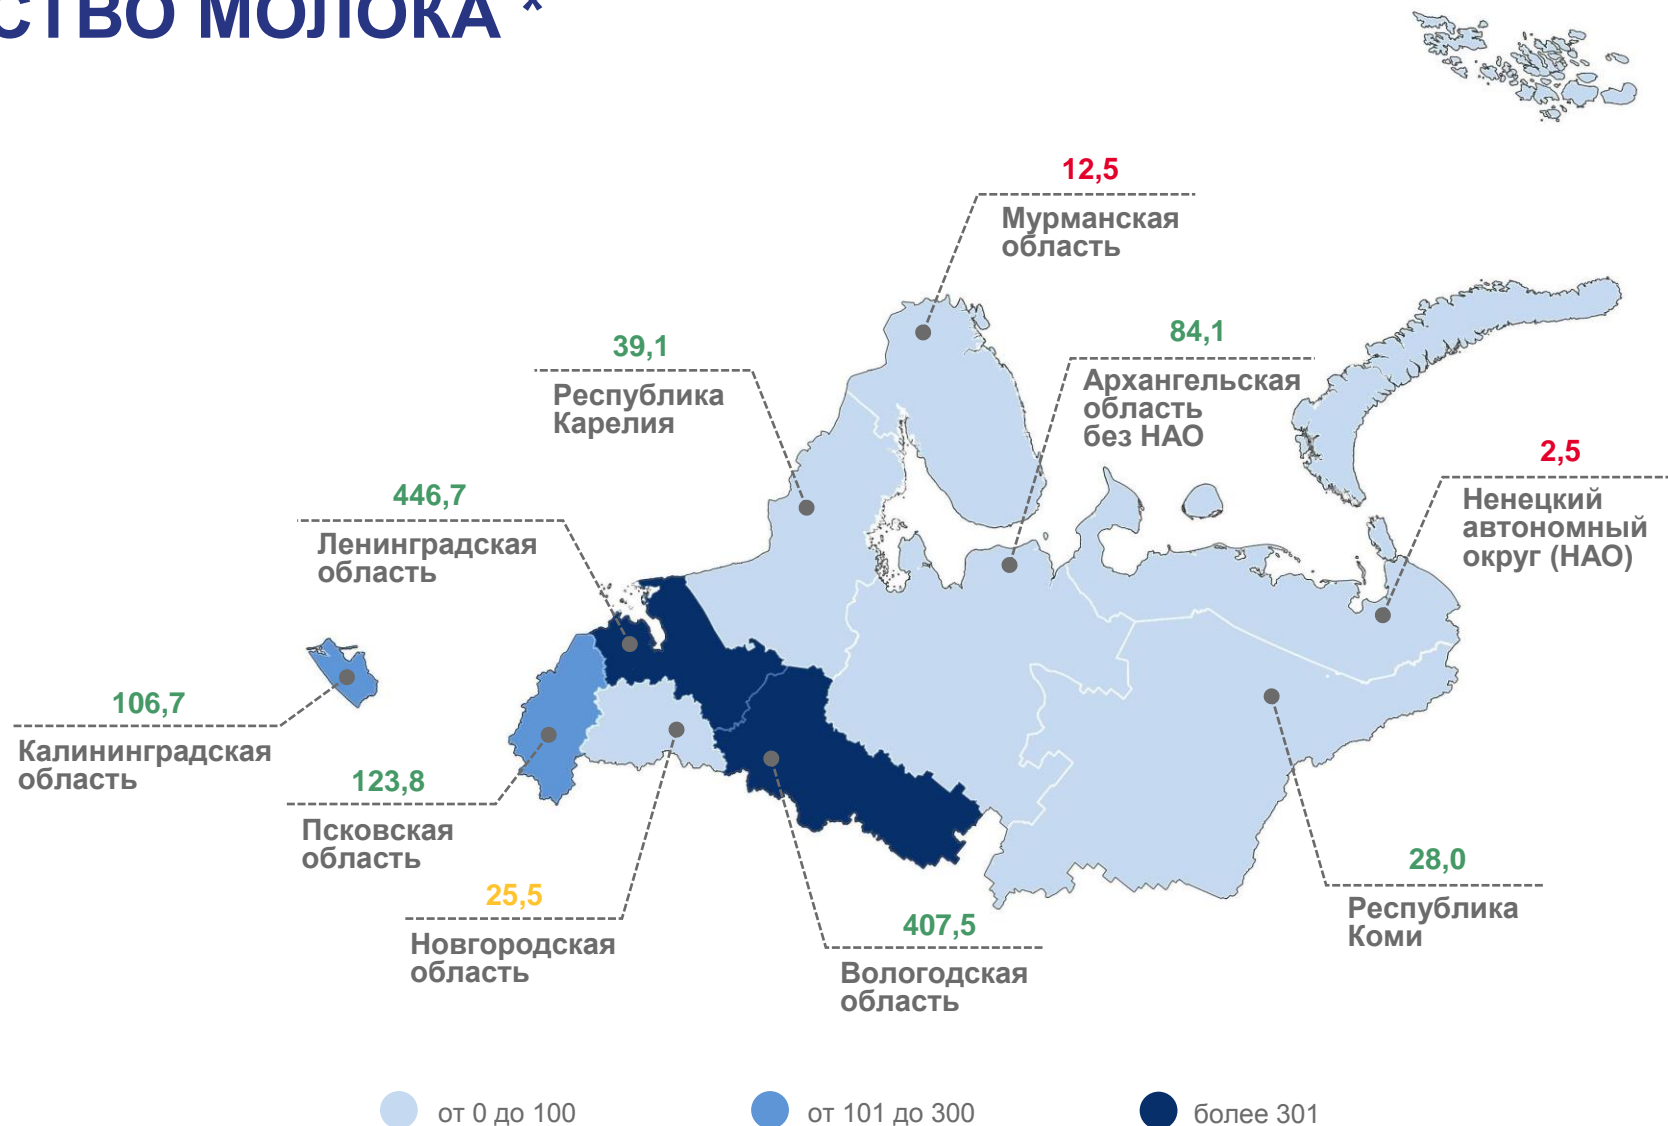 СТВО МОЛОКА *
12,5
Мурманская
область
39,1
Республика
Карелия
84,1
Архангельская
область
без НАО
2,5
Ненецкий
автономный
округ (НАО)
446,7
Ленинградская
область
106,7
Калининградская
область
123,8
Псковская
область
25,5
Новгородская
область
407,5
Вологодская
область
28,0
Республика
Коми
от 0 до 100
от 101 до 300
более 301